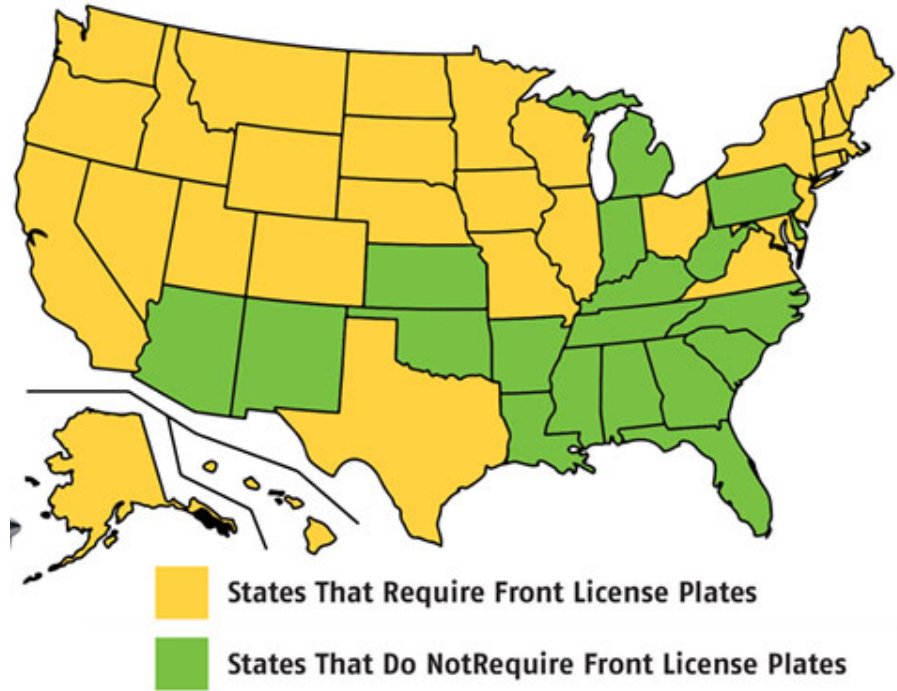 States That Require Front License Plates
States That Do NotRequire Front License Plates